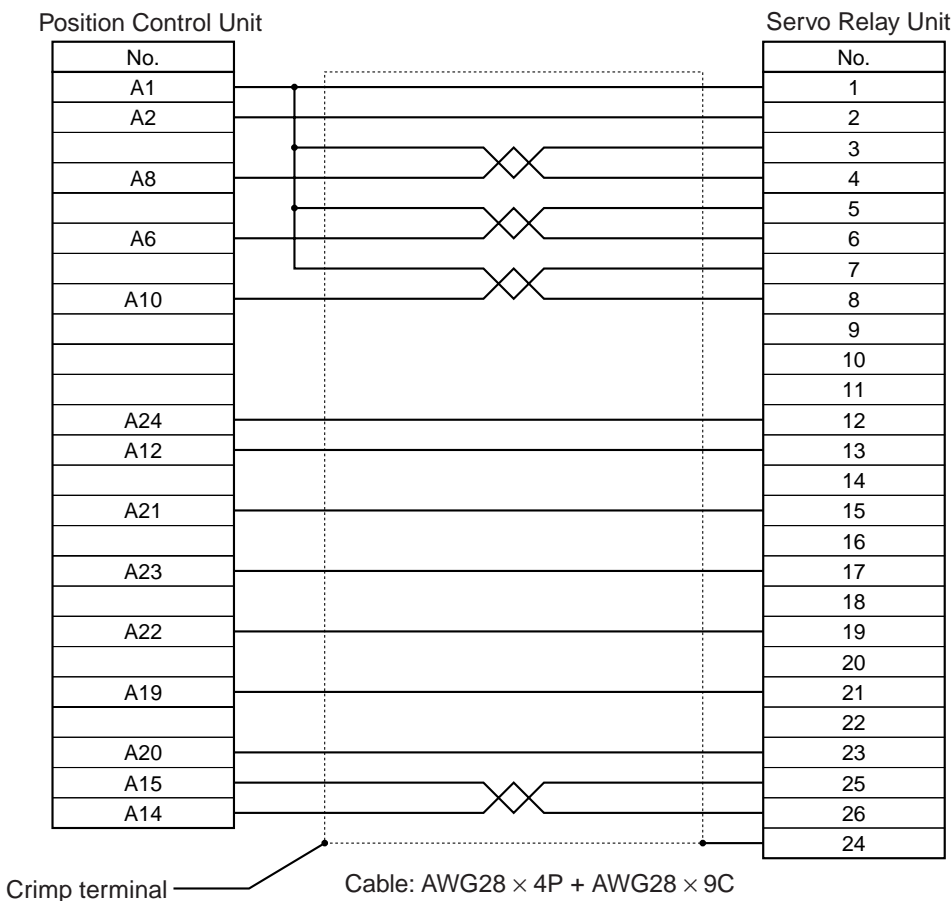 Position Control Unit Servo Relay Unit
No. No.
A1 1
A2 2
3
A8 4
5
A6 6
7
A10 8
9
10
11
A24 12
A12 13
14
A21 15
16
A23 17
18
A22 19
20
A19 21
22
A20 23
A15 25
A14 26
24
Crimp terminal Cable: AWG28 × 4P + AWG28 × 9C